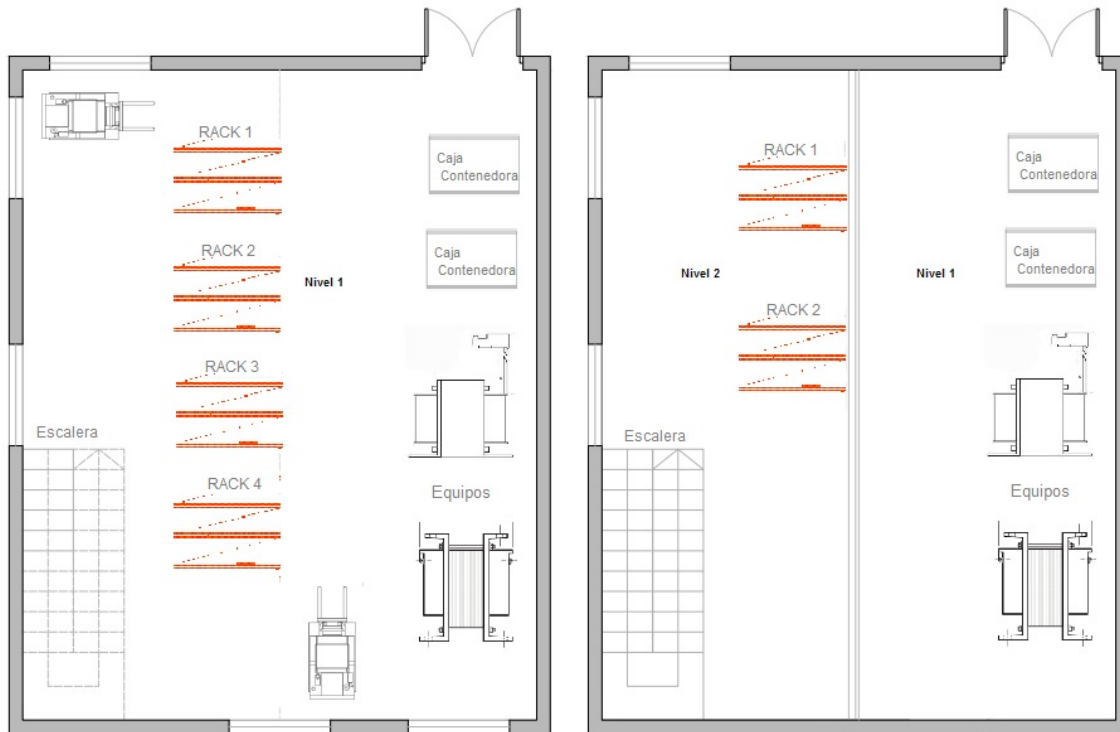 RACK 1
Caja
Contenedora
RACK 2
Caja
Contenedora
Nivel 1
RACK 3
Escalera
RACK 4
Equipos
RACK 1
Caja
Contenedora
Nivel 2
Nivel 1
Caja
Contenedora
RACK 2
Escalera
Equipos